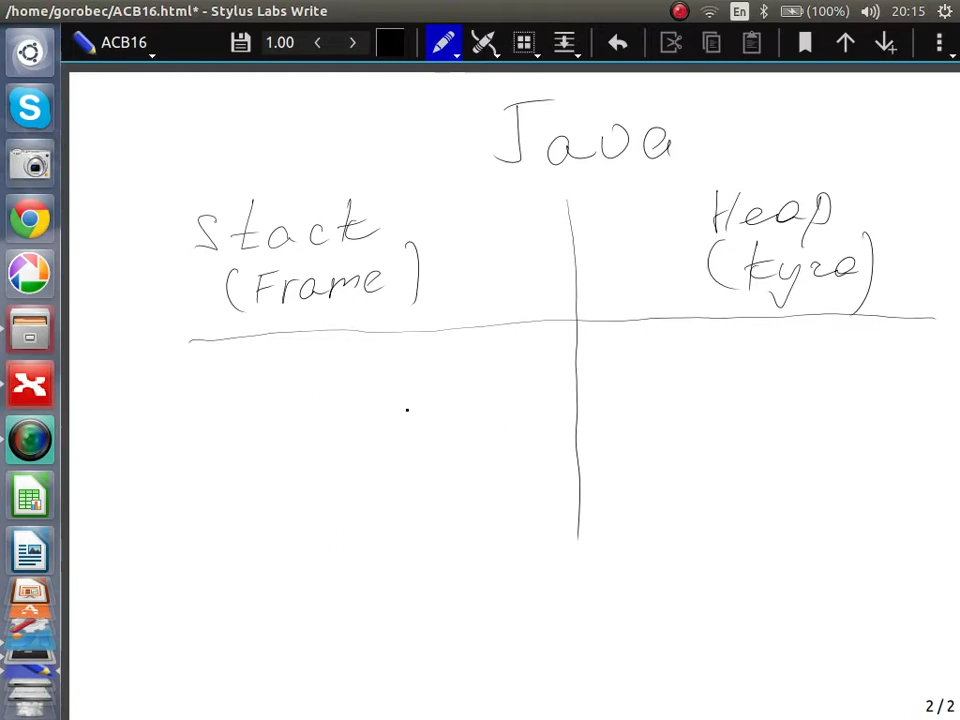 /home/gorobec/ACB16.html* - Stylus Labs Write
En
(100%)
20:15
ACB16
1.00
Java
Stack
(Frame)
Heap
(куча)
2 / 2